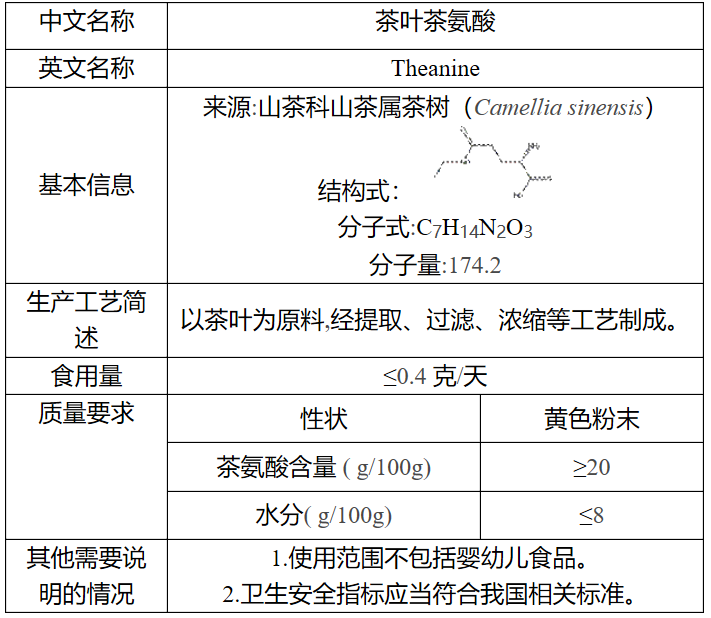 中文名称 茶叶茶氨酸
英文名称 Theanine
来源:山茶科山茶属茶树（Camellia sinensis）
基本信息
结构式：
分子式:C7H14N2O3
分子量:174.2
生产工艺简
述
以茶叶为原料,经提取、过滤、浓缩等工艺制成。
食用量 ≤0.4 克/天
质量要求 性状 黄色粉末
茶氨酸含量 ( g/100g) ≥20
水分( g/100g) ≤8
其他需要说
明的情况
1.使用范围不包括婴幼儿食品。
2.卫生安全指标应当符合我国相关标准。